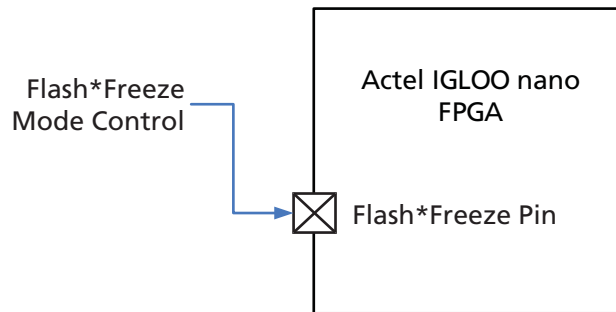 Flash*Freeze
Mode Control
Actel IGLOO nano
FPGA
Flash*Freeze Pin